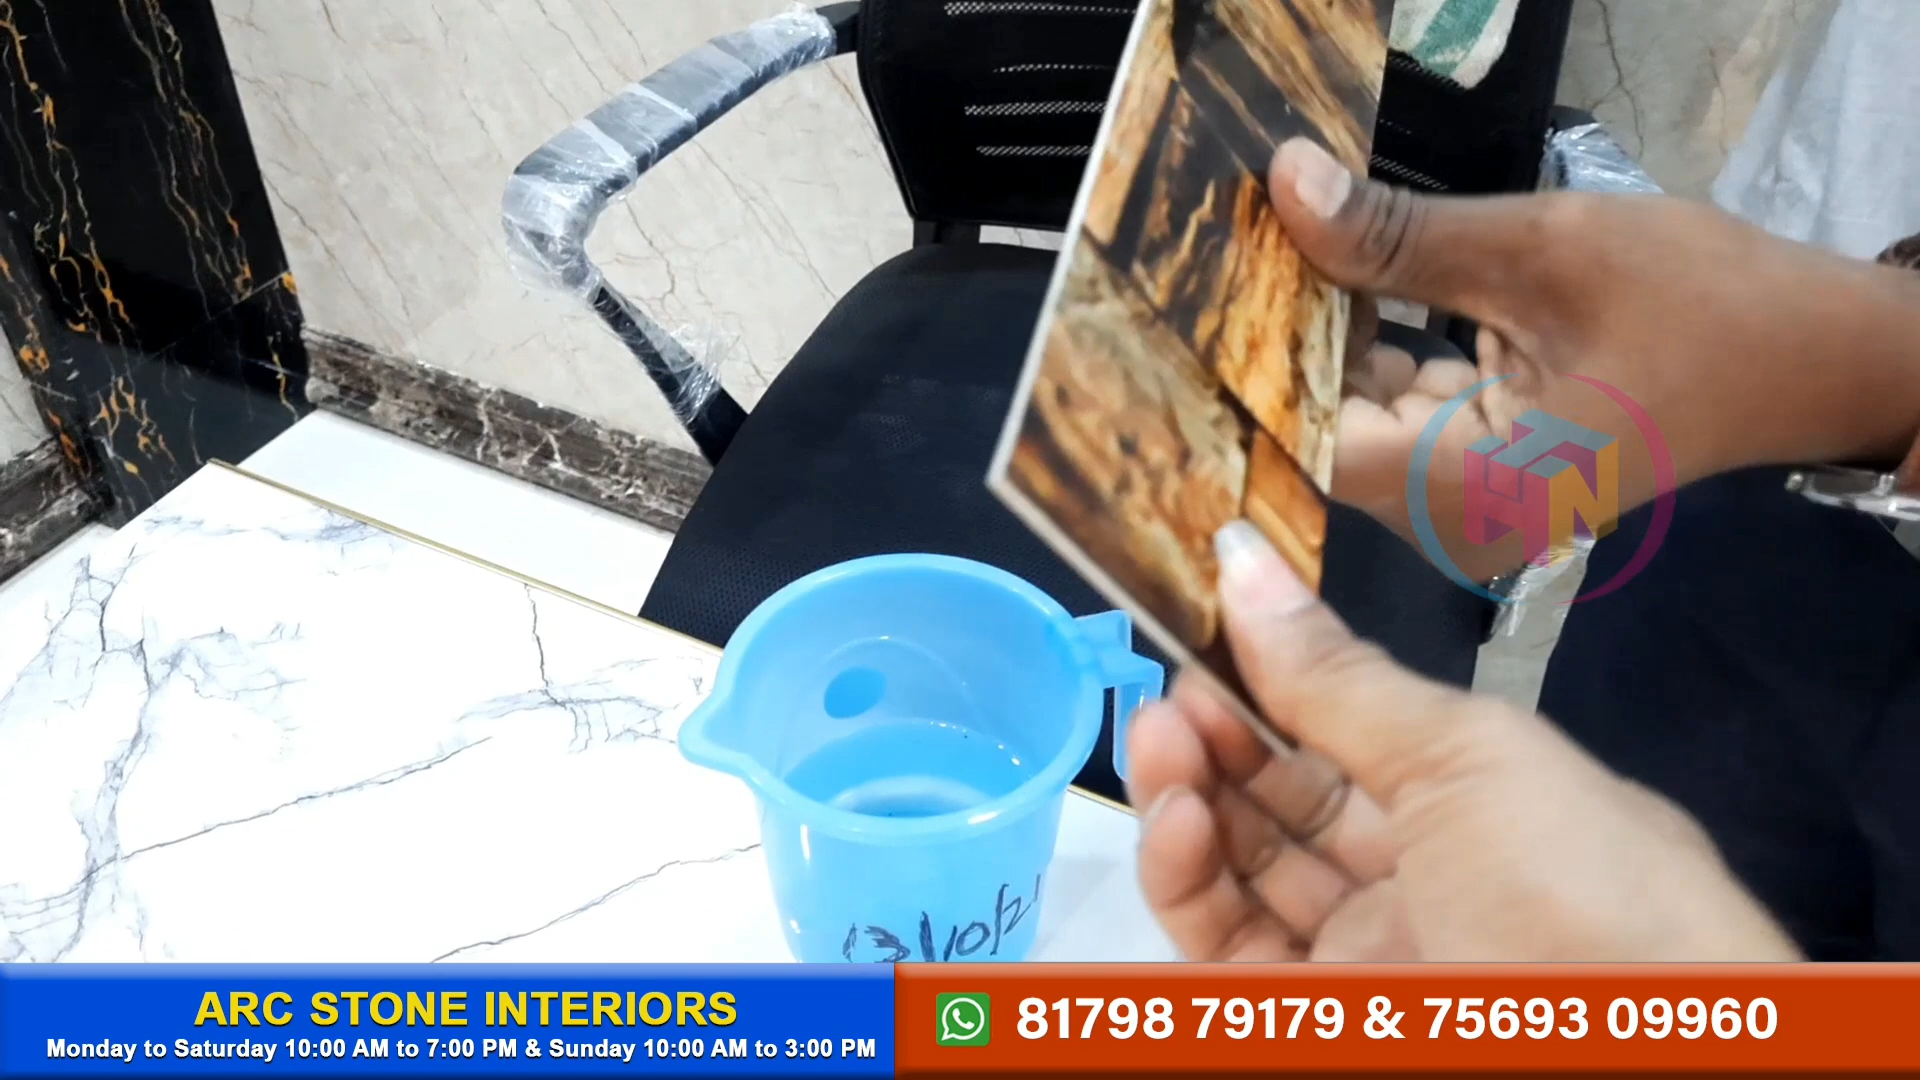 HTN
13/10/21
ARC STONE INTERIORS
Monday to Saturday 10:00 AM to 7:00 PM & Sunday 10:00 AM to 3:00 PM
81798 79179 & 75693 09960